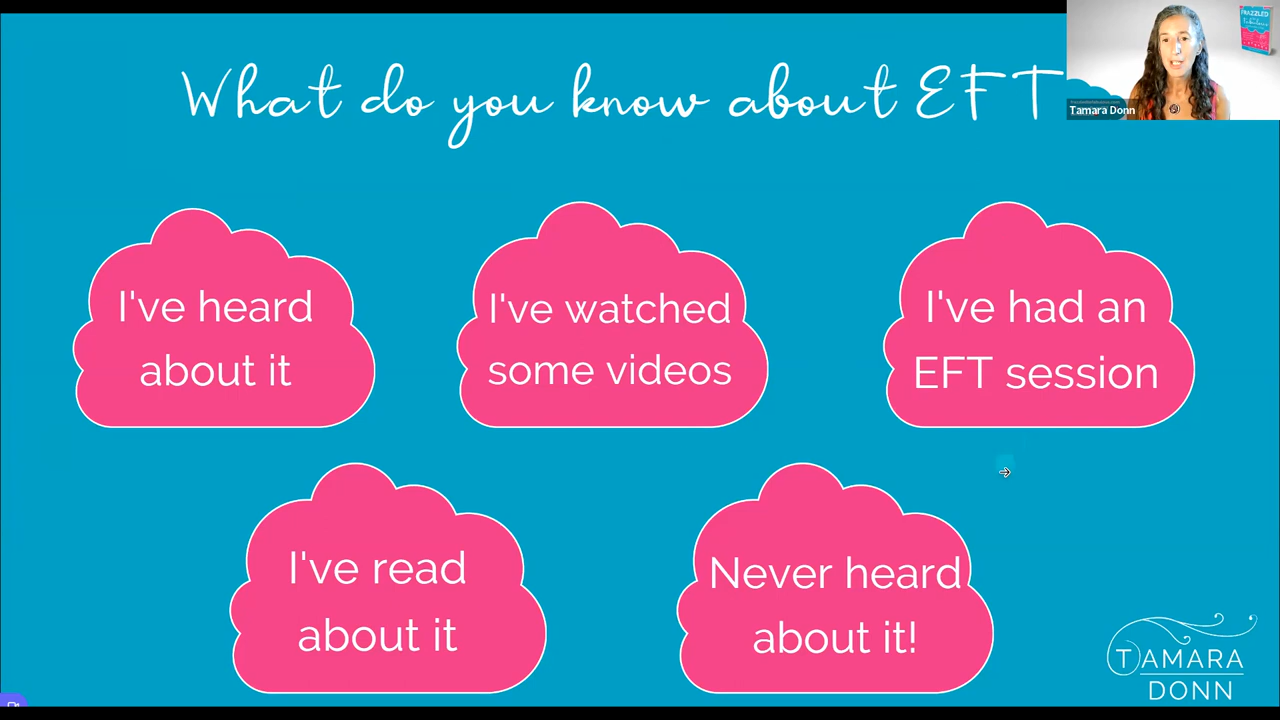 What do you know about EFT
FRAZZLED
Tamara Donn
I've heard
about it
I've watched
some videos
I've had an
EFT session
I've read
about it
Never heard
about it!
TAMARA
DONN